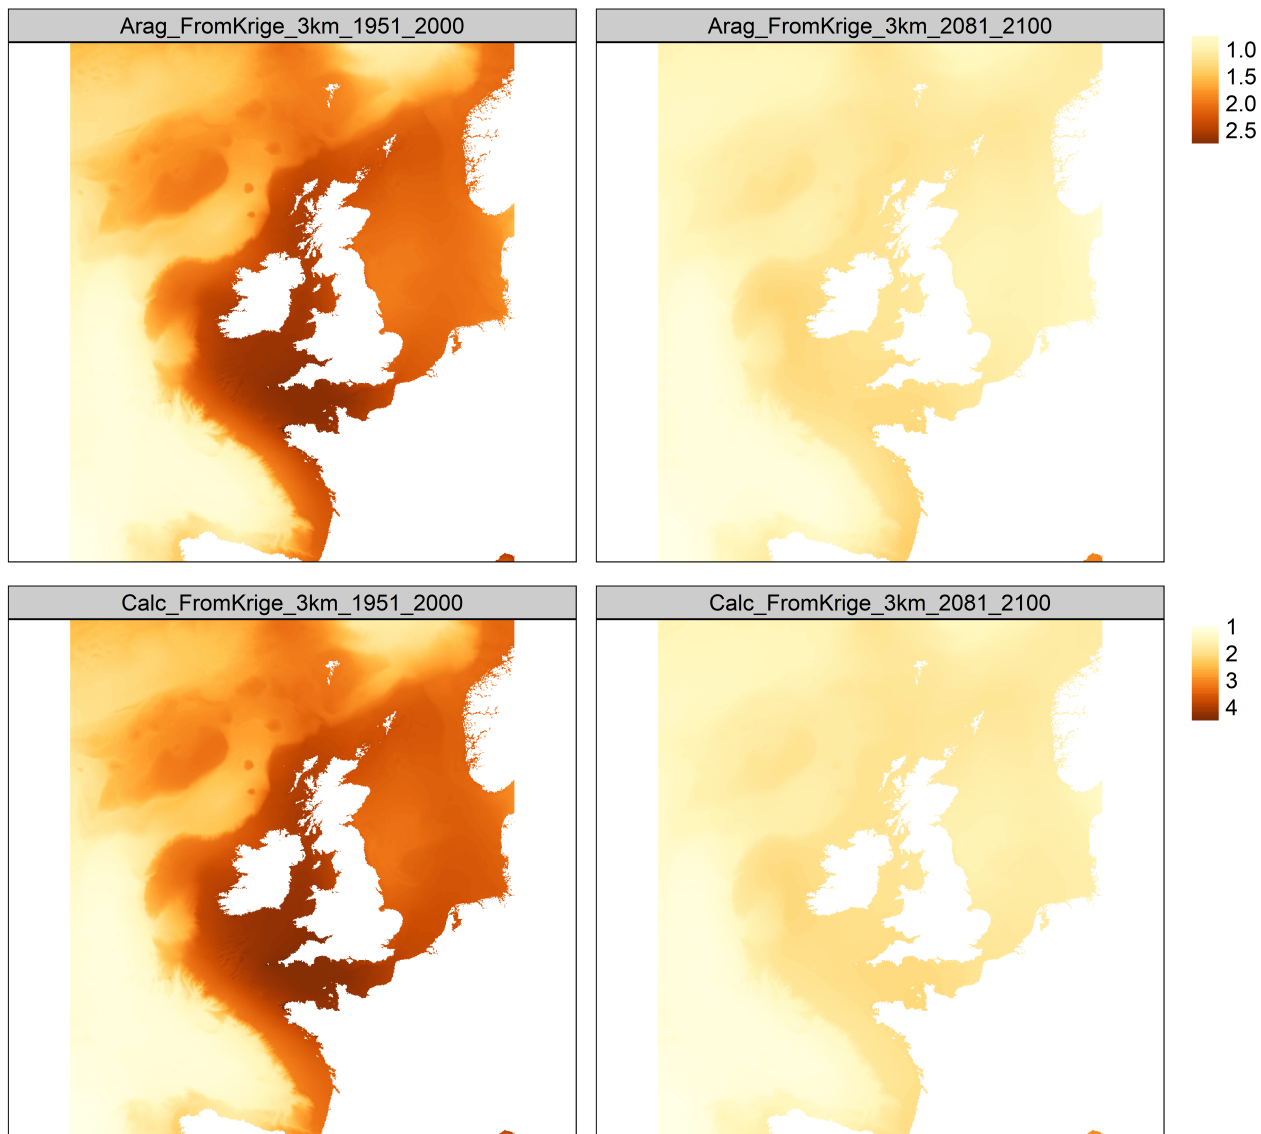 Arag_FromKrige_3km_1951_2000
Arag_FromKrige_3km_2081_2100
1.0
1.5
2.0
2.5
Calc_FromKrige_3km_1951_2000
Calc_FromKrige_3km_2081_2100
1
2
3
4